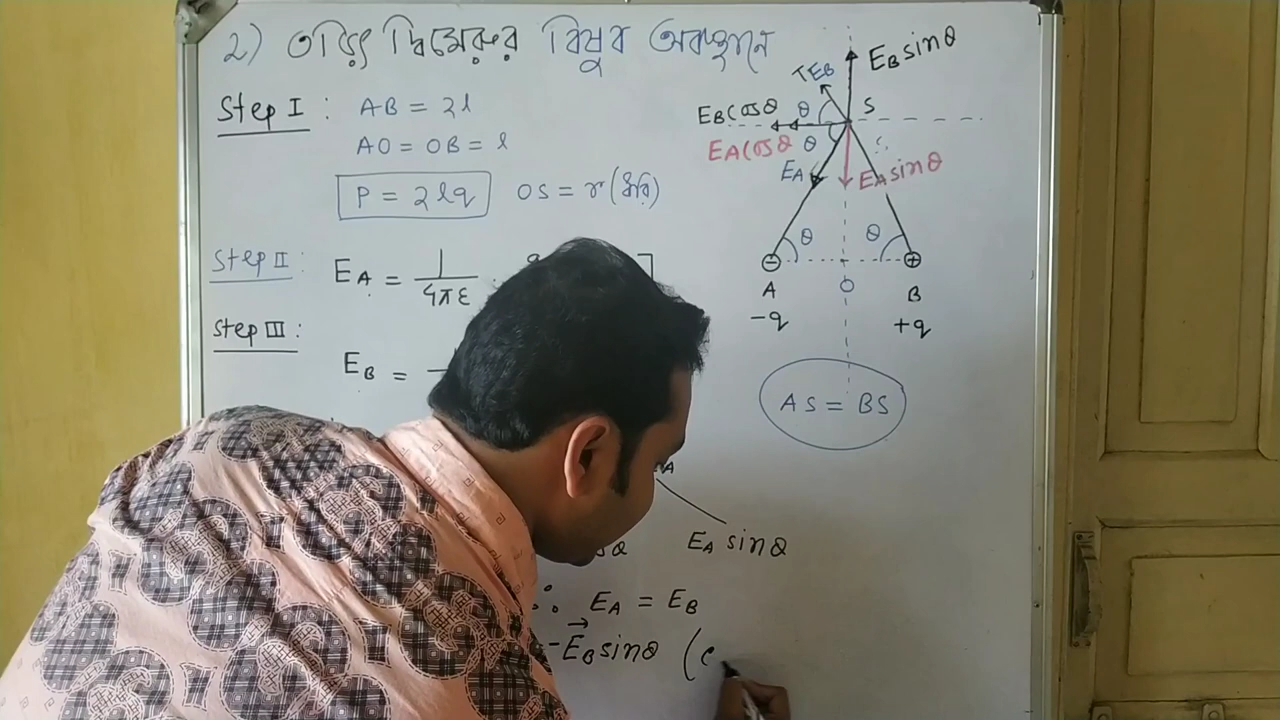 ২) তড়িৎ দ্বিমেরুর বিষুব অবস্থানে
Step I : AB = 2l
AO = OB = l
P = 2lq OS = r (ধরি)
Step II : E_A = 1/4πε
Step III :
E_B =
E_A sinθ
∴ E_A = E_B
-E⃗_B sinθ (
E_B sinθ
E_B
E_B cosθ θ S
E_A cosθ θ
E_A E_A sinθ
θ θ
A O B
-q +q
AS = BS